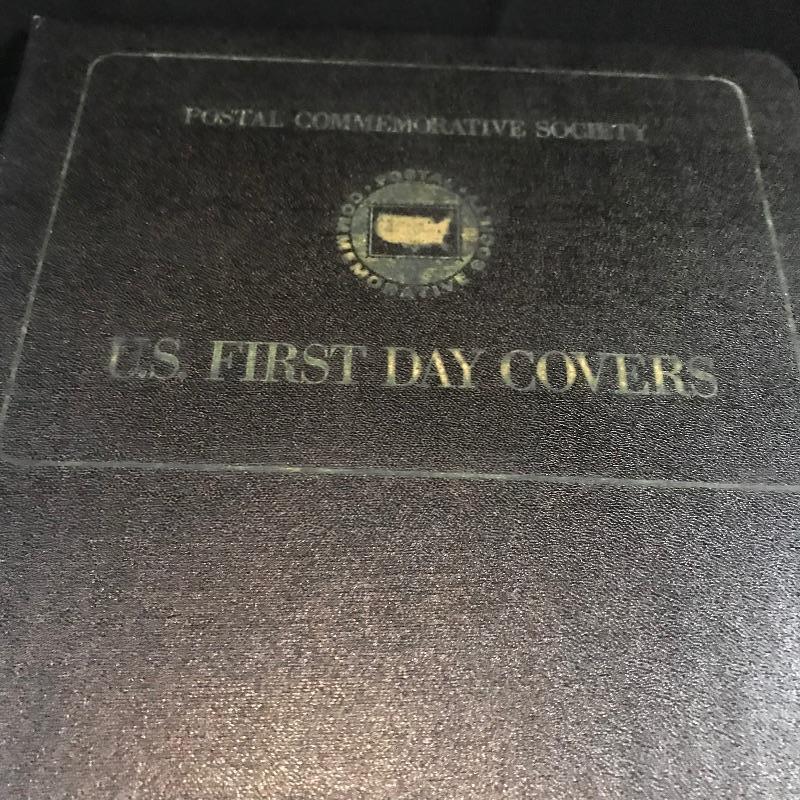 POSTAL COMMEMORATIVE SOCIETY
POSTAL COMMEMORATIVE
U.S. FIRST DAY COVERS